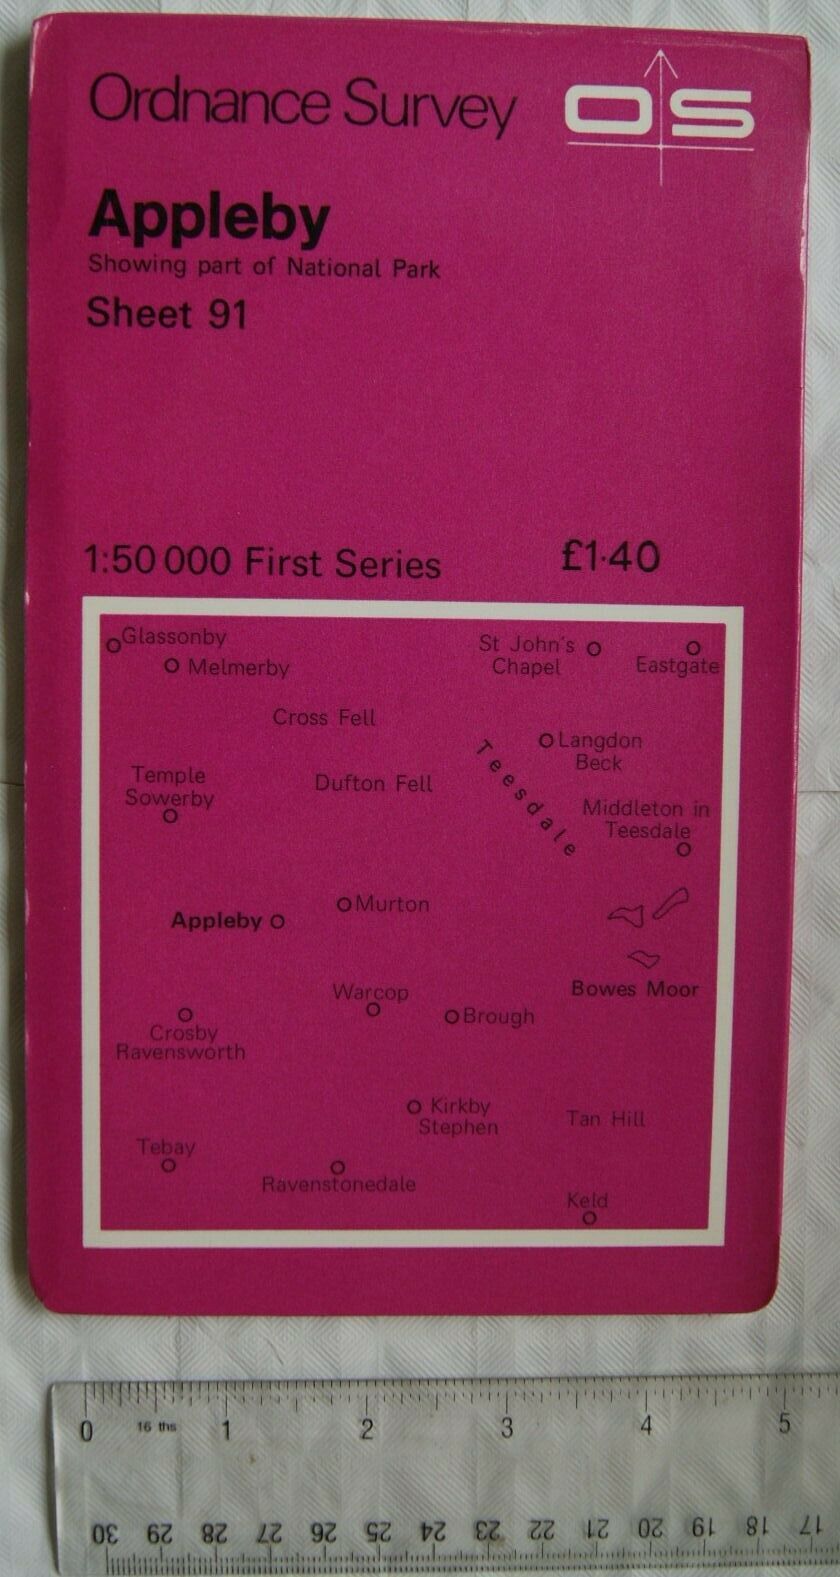 Ordnance Survey
OS
Appleby
Showing part of National Park
Sheet 91
1:50 000 First Series
£1·40
Glassonby
Melmerby
St John's
Chapel
Eastgate
Cross Fell
Langdon
Beck
Teesdale
Temple
Sowerby
Dufton Fell
Middleton in
Teesdale
Appleby
Murton
Bowes Moor
Warcop
Brough
Crosby
Ravensworth
Kirkby
Stephen
Tan Hill
Tebay
Ravenstonedale
Keld
0 16 ths 1 2 3 4 5
30 29 28 27 26 25 24 23 22 21 20 19 18 17